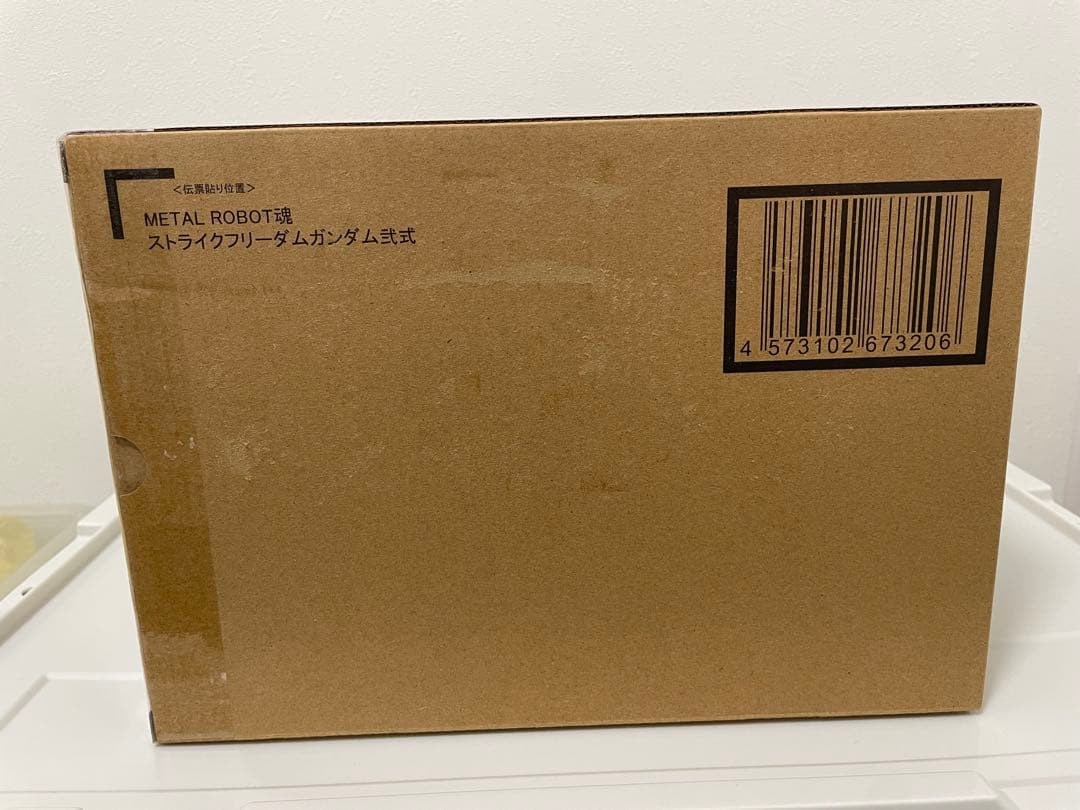 <伝票貼り位置>
METAL ROBOT魂
ストライクフリーダムガンダム弐式
4 573102 673206